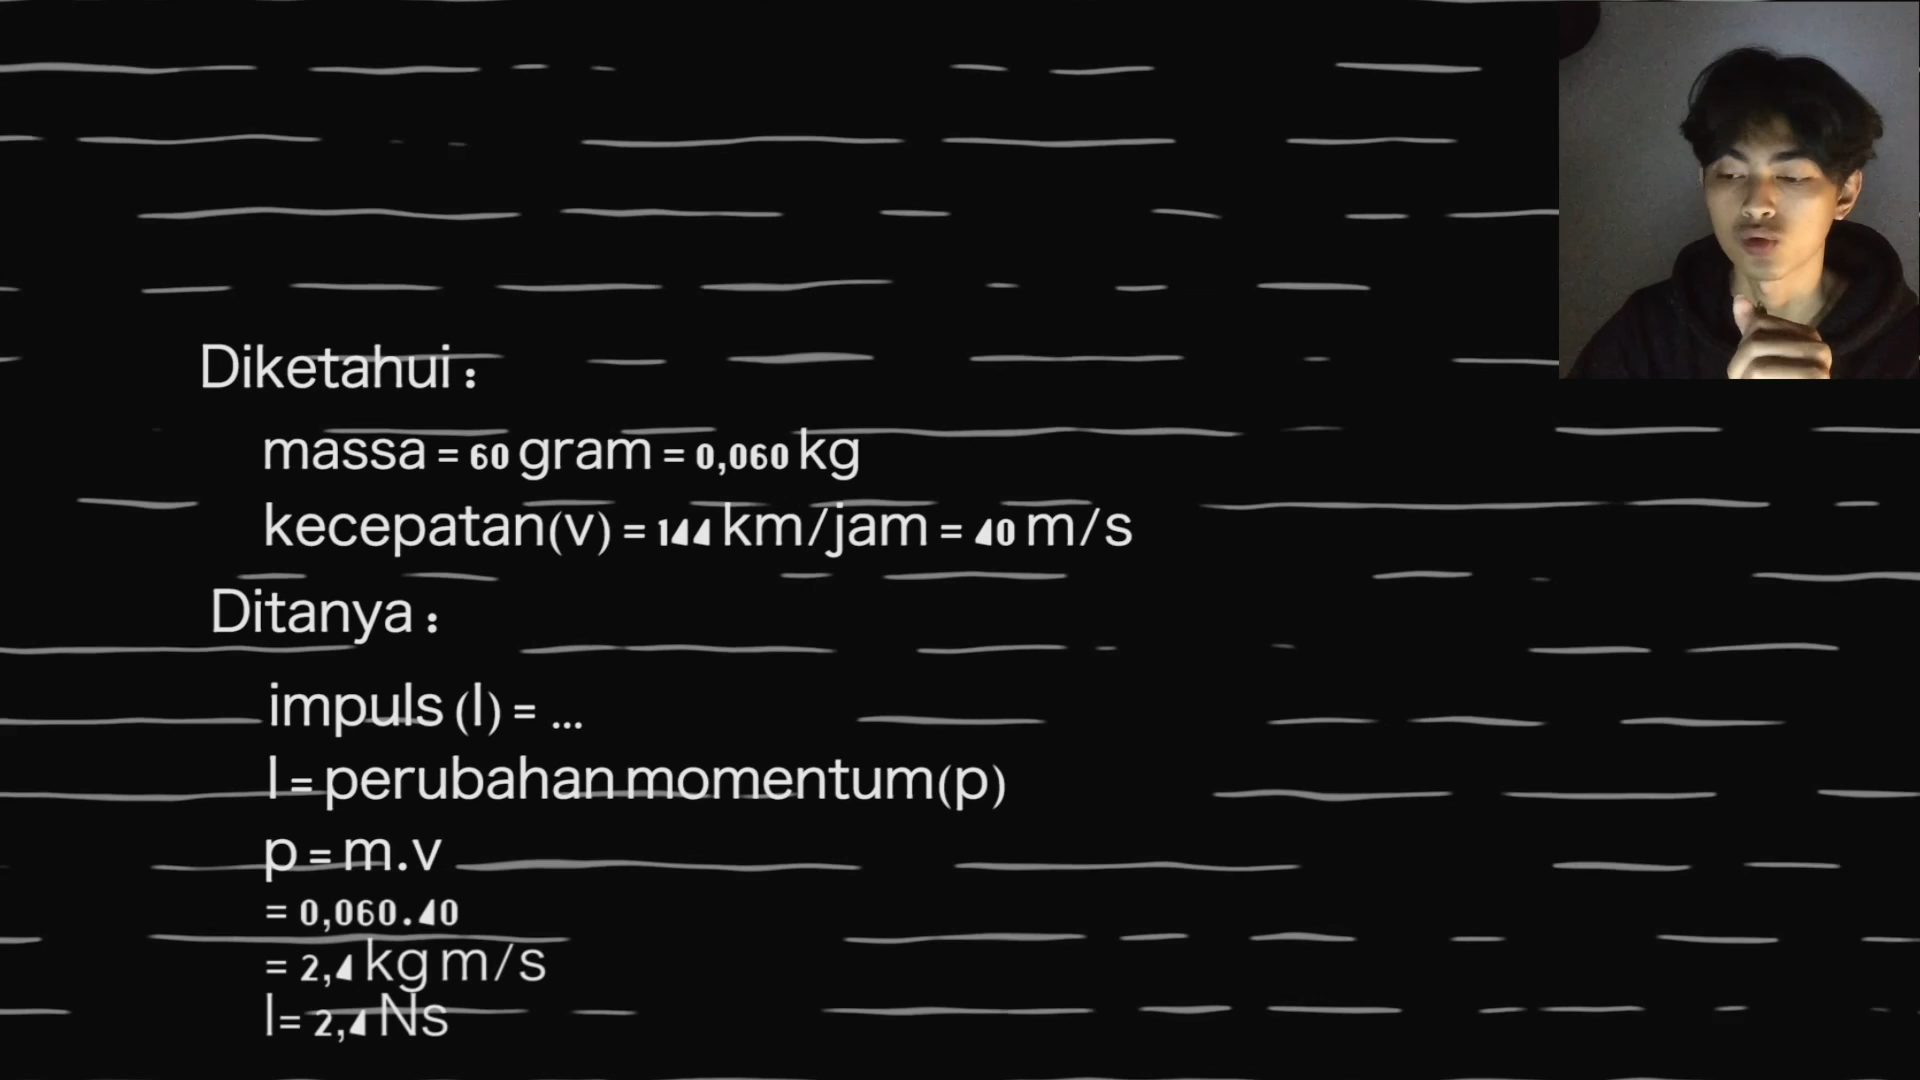 Diketahui :
massa = 60 gram = 0,060 kg
kecepatan(v) = 144 km/jam = 40 m/s
Ditanya :
impuls (I) = ...
I = perubahan momentum(p)
p = m.v
= 0,060.40
= 2,4 kg m/s
I= 2,4 Ns